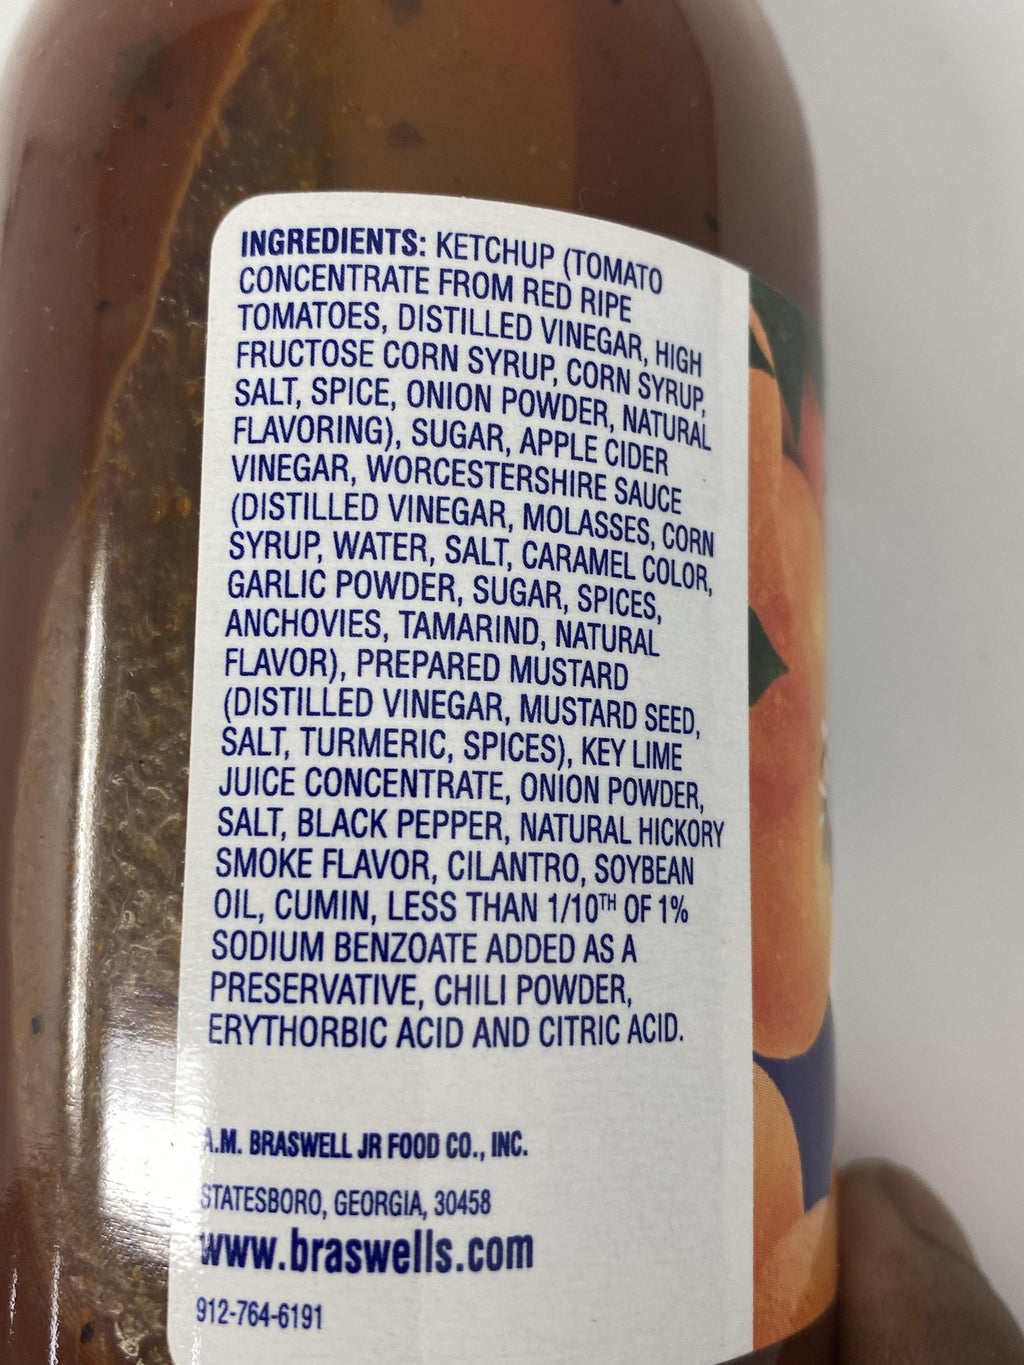 INGREDIENTS: KETCHUP (TOMATO
CONCENTRATE FROM RED RIPE
TOMATOES, DISTILLED VINEGAR, HIGH
FRUCTOSE CORN SYRUP, CORN SYRUP,
SALT, SPICE, ONION POWDER, NATURAL
FLAVORING), SUGAR, APPLE CIDER
VINEGAR, WORCESTERSHIRE SAUCE
(DISTILLED VINEGAR, MOLASSES, CORN
SYRUP, WATER, SALT, CARAMEL COLOR,
GARLIC POWDER, SUGAR, SPICES,
ANCHOVIES, TAMARIND, NATURAL
FLAVOR), PREPARED MUSTARD
(DISTILLED VINEGAR, MUSTARD SEED,
SALT, TURMERIC, SPICES), KEY LIME
JUICE CONCENTRATE, ONION POWDER,
SALT, BLACK PEPPER, NATURAL HICKORY
SMOKE FLAVOR, CILANTRO, SOYBEAN
OIL, CUMIN, LESS THAN 1/10TH OF 1%
SODIUM BENZOATE ADDED AS A
PRESERVATIVE, CHILI POWDER,
ERYTHORBIC ACID AND CITRIC ACID.
A.M. BRASWELL JR FOOD CO., INC.
STATESBORO, GEORGIA, 30458
www.braswells.com
912-764-6191